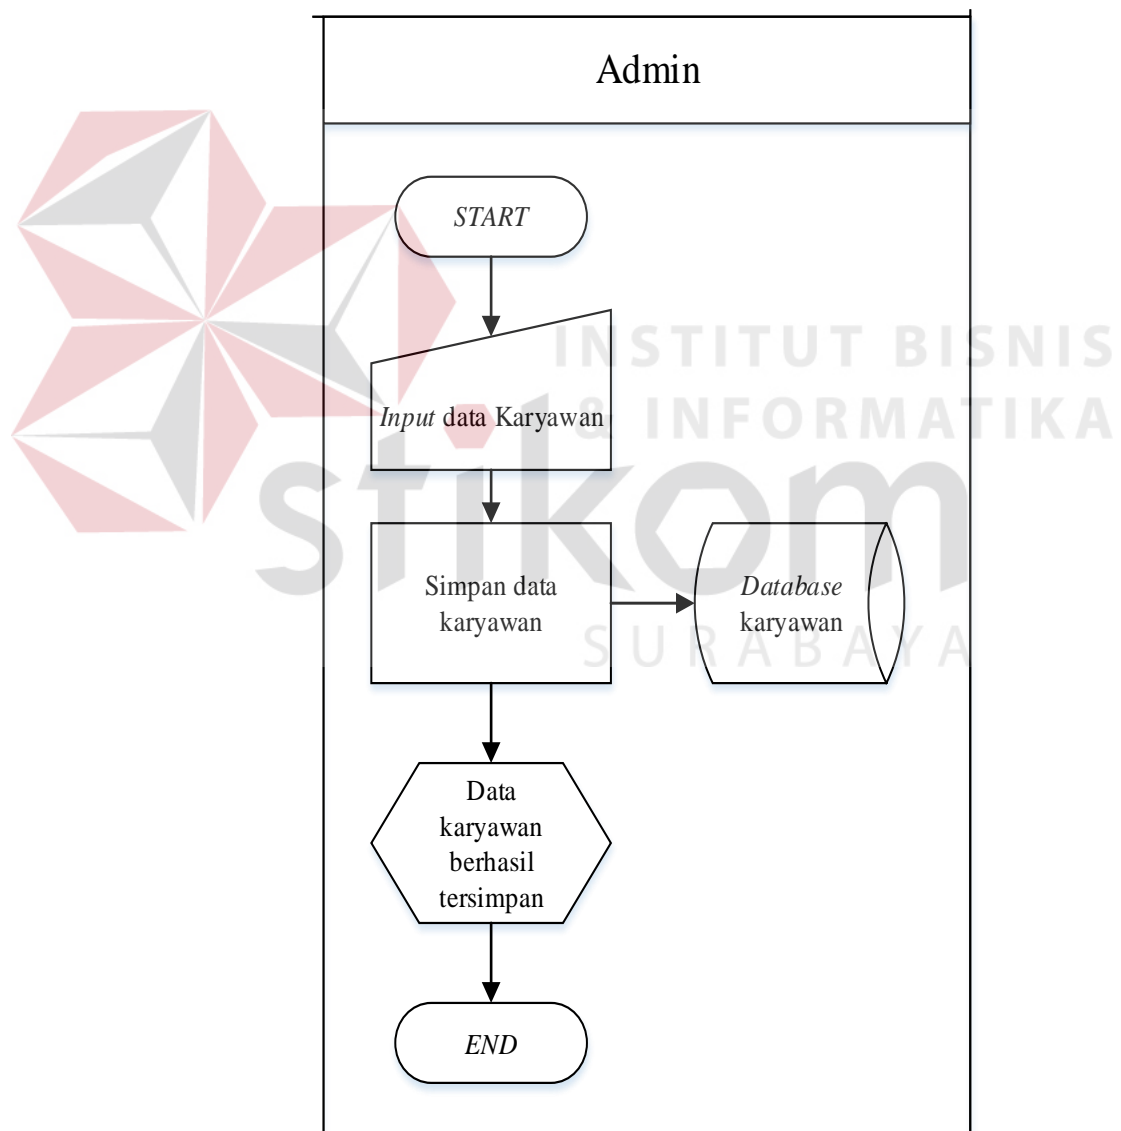 Admin
START
INSTITUT BISNIS
& INFORMATIKA
Input data Karyawan
stikom
Simpan data
karyawan
Database
karyawan
SURABAYA
Data
karyawan
berhasil
tersimpan
END